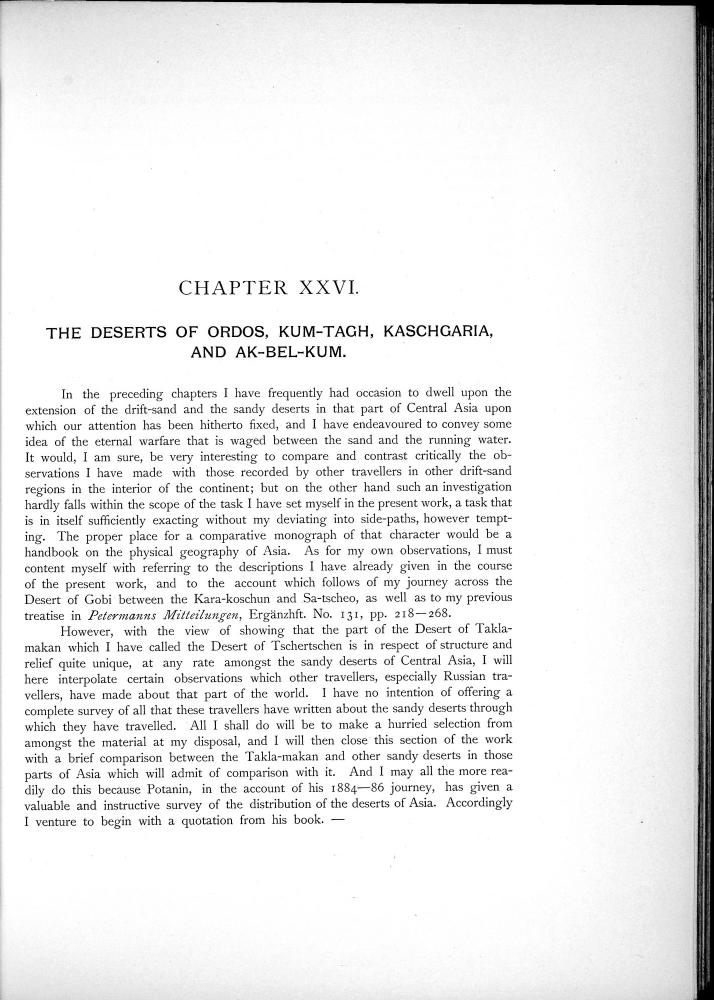 CHAPTER XXVI.
THE DESERTS OF ORDOS, KUM-TAGH, KASCHGARIA,
AND AK-BEL-KUM.
In the preceding chapters I have frequently had occasion to dwell upon the
extension of the drift-sand and the sandy deserts in that part of Central Asia upon
which our attention has been hitherto fixed, and I have endeavoured to convey some
idea of the eternal warfare that is waged between the sand and the running water.
It would, I am sure, be very interesting to compare and contrast critically the ob-
servations I have made with those recorded by other travellers in other drift-sand
regions in the interior of the continent; but on the other hand such an investigation
hardly falls within the scope of the task I have set myself in the present work, a task that
is in itself sufficiently exacting without my deviating into side-paths, however tempt-
ing. The proper place for a comparative monograph of that character would be a
handbook on the physical geography of Asia. As for my own observations, I must
content myself with referring to the descriptions I have already given in the course
of the present work, and to the account which follows of my journey across the
Desert of Gobi between the Kara-koschun and Sa-tscheo, as well as to my previous
treatise in Petermanns Mitteilungen, Ergänzhft. No. 131, pp. 218—268.
However, with the view of showing that the part of the Desert of Takla-
makan which I have called the Desert of Tschertschen is in respect of structure and
relief quite unique, at any rate amongst the sandy deserts of Central Asia, I will
here interpolate certain observations which other travellers, especially Russian tra-
vellers, have made about that part of the world. I have no intention of offering a
complete survey of all that these travellers have written about the sandy deserts through
which they have travelled. All I shall do will be to make a hurried selection from
amongst the material at my disposal, and I will then close this section of the work
with a brief comparison between the Takla-makan and other sandy deserts in those
parts of Asia which will admit of comparison with it. And I may all the more rea-
dily do this because Potanin, in the account of his 1884—86 journey, has given a
valuable and instructive survey of the distribution of the deserts of Asia. Accordingly
I venture to begin with a quotation from his book. —